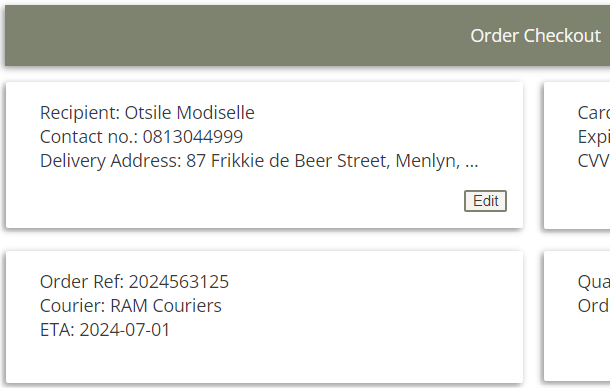 Order Checkout
Recipient: Otsile Modiselle
Contact no.: 0813044999
Delivery Address: 87 Frikkie de Beer Street, Menlyn, ...
Edit
Card
Expi
CVV
Order Ref: 2024563125
Courier: RAM Couriers
ETA: 2024-07-01
Qua
Ord